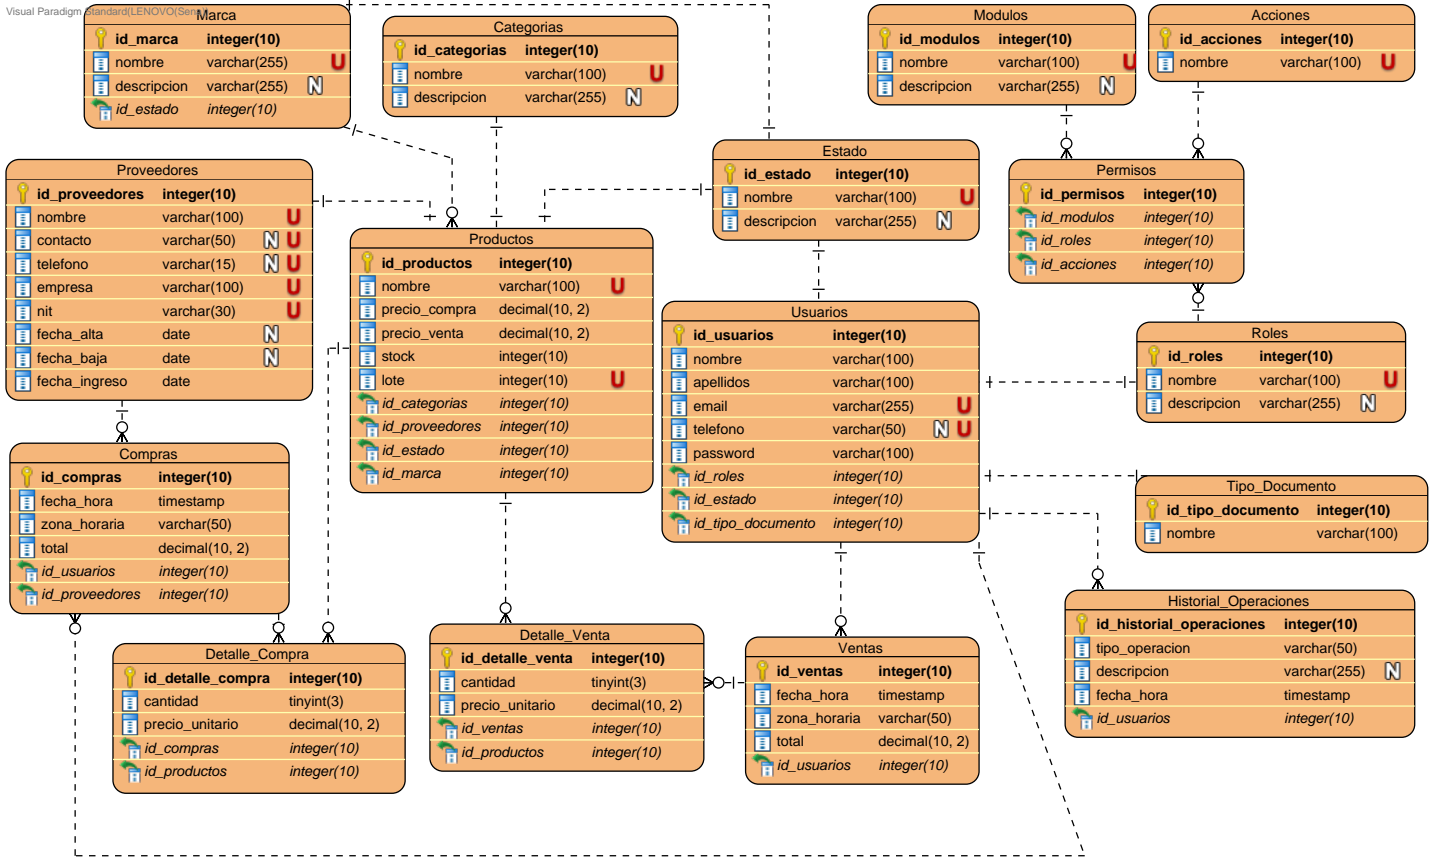 Visual Paradigm Standard(LENOVO(Sena))
Marca
id_marca integer(10)
nombre varchar(255) U
descripcion varchar(255) N
id_estado integer(10)
Categorias
id_categorias integer(10)
nombre varchar(100) U
descripcion varchar(255) N
Modulos
id_modulos integer(10)
nombre varchar(100) U
descripcion varchar(255) N
Acciones
id_acciones integer(10)
nombre varchar(100) U
Proveedores
id_proveedores integer(10)
nombre varchar(100) U
contacto varchar(50) N U
telefono varchar(15) N U
empresa varchar(100) U
nit varchar(30) U
fecha_alta date N
fecha_baja date N
fecha_ingreso date
Estado
id_estado integer(10)
nombre varchar(100) U
descripcion varchar(255) N
Permisos
id_permisos integer(10)
id_modulos integer(10)
id_roles integer(10)
id_acciones integer(10)
Productos
id_productos integer(10)
nombre varchar(100) U
precio_compra decimal(10, 2)
precio_venta decimal(10, 2)
stock integer(10)
lote integer(10) U
id_categorias integer(10)
id_proveedores integer(10)
id_estado integer(10)
id_marca integer(10)
Usuarios
id_usuarios integer(10)
nombre varchar(100)
apellidos varchar(100)
email varchar(255) U
telefono varchar(50) N U
password varchar(100)
id_roles integer(10)
id_estado integer(10)
id_tipo_documento integer(10)
Roles
id_roles integer(10)
nombre varchar(100) U
descripcion varchar(255) N
Compras
id_compras integer(10)
fecha_hora timestamp
zona_horaria varchar(50)
total decimal(10, 2)
id_usuarios integer(10)
id_proveedores integer(10)
Tipo_Documento
id_tipo_documento integer(10)
nombre varchar(100)
Historial_Operaciones
id_historial_operaciones integer(10)
tipo_operacion varchar(50)
descripcion varchar(255) N
fecha_hora timestamp
id_usuarios integer(10)
Detalle_Compra
id_detalle_compra integer(10)
cantidad tinyint(3)
precio_unitario decimal(10, 2)
id_compras integer(10)
id_productos integer(10)
Detalle_Venta
id_detalle_venta integer(10)
cantidad tinyint(3)
precio_unitario decimal(10, 2)
id_ventas integer(10)
id_productos integer(10)
Ventas
id_ventas integer(10)
fecha_hora timestamp
zona_horaria varchar(50)
total decimal(10, 2)
id_usuarios integer(10)